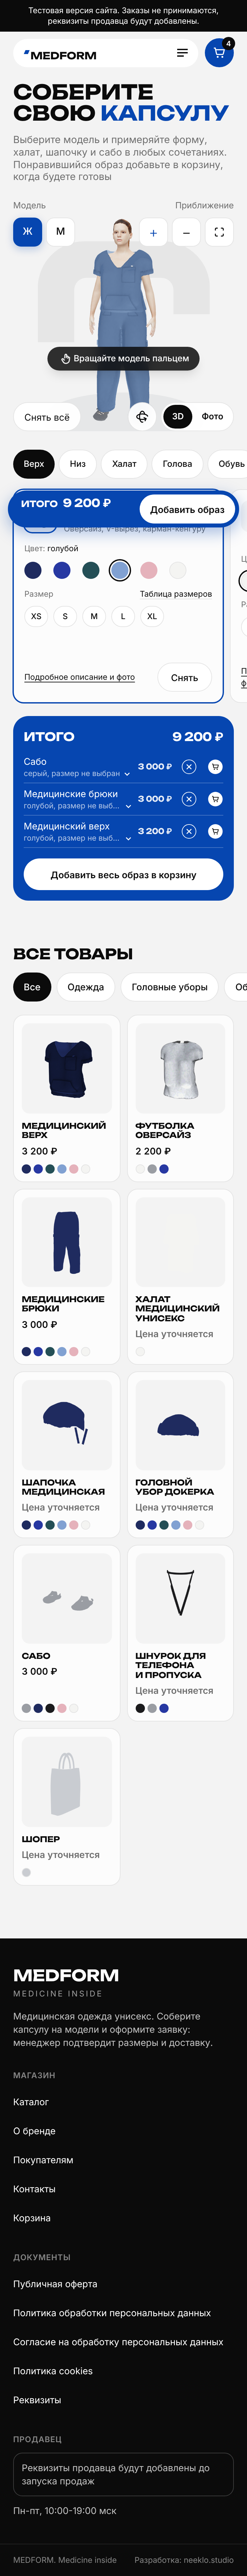 Тестовая версия сайта. Заказы не принимаются,
реквизиты продавца будут добавлены.
MEDFORM
4
СОБЕРИТЕ
СВОЮ КАПСУЛУ
Выберите модель и примеряйте форму,
халат, шапочку и сабо в любых сочетаниях.
Понравившийся образ добавьте в корзину,
когда будете готовы
Модель
Приближение
Ж
М
+
−
Вращайте модель пальцем
Снять всё
3D
Фото
Верх
Низ
Халат
Голова
Обувь
ИТОГО 9 200 ₽
Добавить образ
Оверсайз, V-вырез, карман-кенгуру
Цвет: голубой
Размер
Таблица размеров
XS
S
M
L
XL
Подробное описание и фото
Снять
ИТОГО
9 200 ₽
Сабо
серый, размер не выбран
3 000 ₽
Медицинские брюки
голубой, размер не выб...
3 000 ₽
Медицинский верх
голубой, размер не выб...
3 200 ₽
Добавить весь образ в корзину
ВСЕ ТОВАРЫ
Все
Одежда
Головные уборы
Об
МЕДИЦИНСКИЙ
ВЕРХ
3 200 ₽
ФУТБОЛКА
ОВЕРСАЙЗ
2 200 ₽
МЕДИЦИНСКИЕ
БРЮКИ
3 000 ₽
ХАЛАТ
МЕДИЦИНСКИЙ
УНИСЕКС
Цена уточняется
ШАПОЧКА
МЕДИЦИНСКАЯ
Цена уточняется
ГОЛОВНОЙ
УБОР ДОКЕРКА
Цена уточняется
САБО
3 000 ₽
ШНУРОК ДЛЯ
ТЕЛЕФОНА
И ПРОПУСКА
Цена уточняется
ШОПЕР
Цена уточняется
MEDFORM
MEDICINE INSIDE
Медицинская одежда унисекс. Соберите
капсулу на модели и оформите заявку:
менеджер подтвердит размеры и доставку.
МАГАЗИН
Каталог
О бренде
Покупателям
Контакты
Корзина
ДОКУМЕНТЫ
Публичная оферта
Политика обработки персональных данных
Согласие на обработку персональных данных
Политика cookies
Реквизиты
ПРОДАВЕЦ
Реквизиты продавца будут добавлены до
запуска продаж
Пн-пт, 10:00-19:00 мск
MEDFORM. Medicine inside
Разработка: neeklo.studio